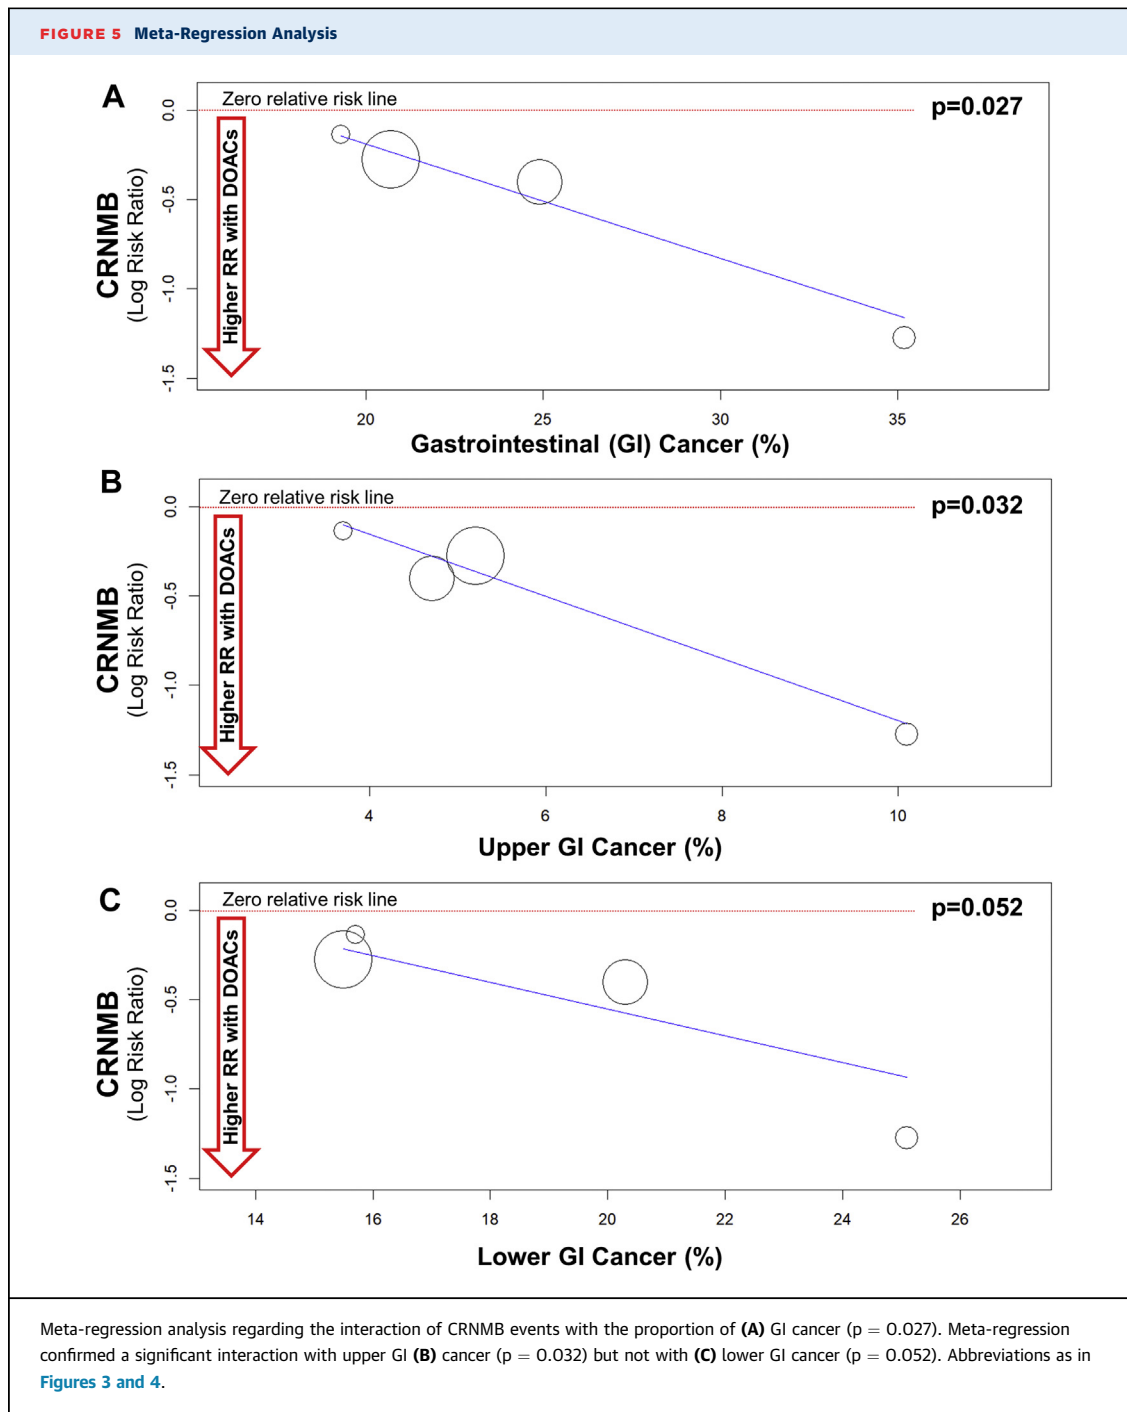 FIGURE 5 Meta-Regression Analysis
A
Zero relative risk line
p=0.027
0.0
-0.5
-1.0
-1.5
CRNMB
(Log Risk Ratio)
Higher RR with DOACs
20 25 30 35
Gastrointestinal (GI) Cancer (%)
B
Zero relative risk line
p=0.032
0.0
-0.5
-1.0
-1.5
CRNMB
(Log Risk Ratio)
Higher RR with DOACs
4 6 8 10
Upper GI Cancer (%)
C
Zero relative risk line
p=0.052
0.0
-0.5
-1.0
-1.5
CRNMB
(Log Risk Ratio)
Higher RR with DOACs
14 16 18 20 22 24 26
Lower GI Cancer (%)
Meta-regression analysis regarding the interaction of CRNMB events with the proportion of (A) GI cancer (p = 0.027). Meta-regression
confirmed a significant interaction with upper GI (B) cancer (p = 0.032) but not with (C) lower GI cancer (p = 0.052). Abbreviations as in
Figures 3 and 4.